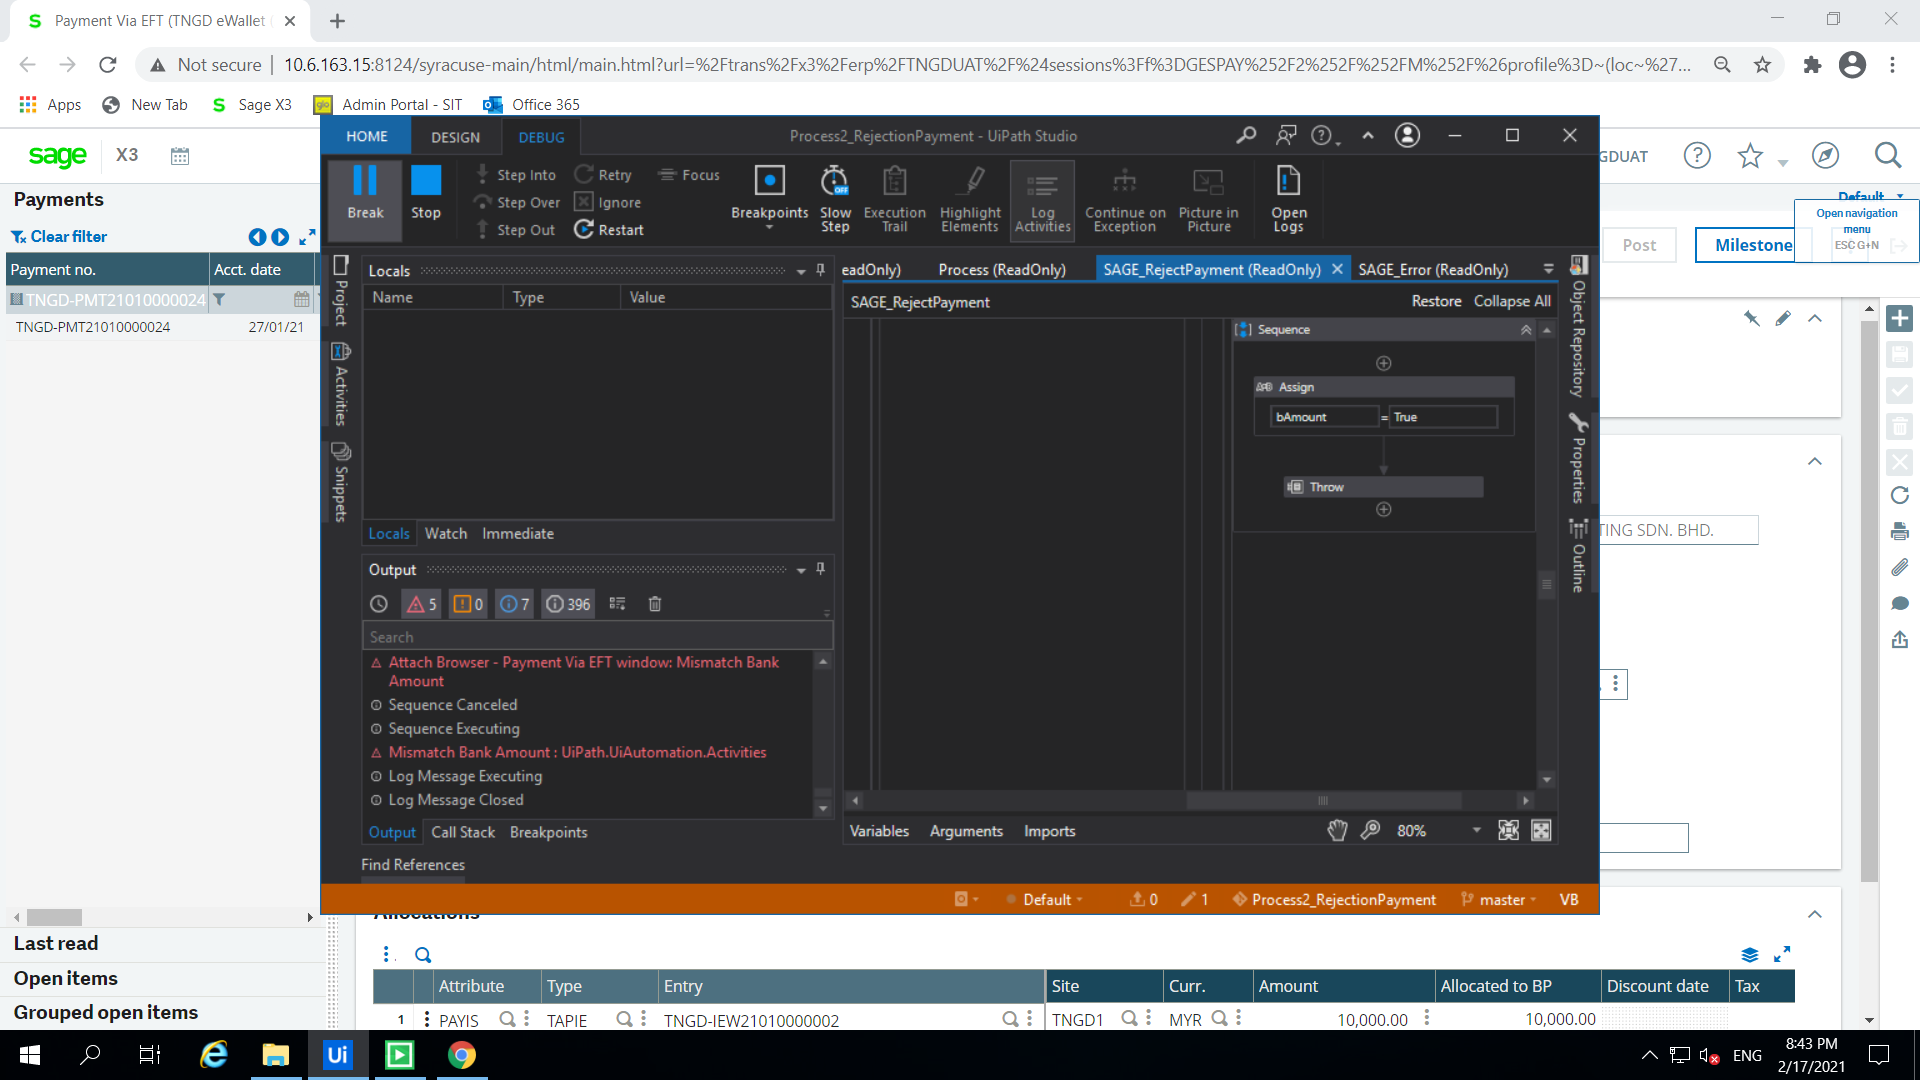 Payment Via EFT (TNGD eWallet
Not secure
10.6.163.15:8124/syracuse-main/html/main.html?url=%2Ftrans%2Fx3%2Ferp%2FTNGDUAT%2F%24sessions%3Ff%3DGESPAY%252F2%252F%252FM%252F%26profile%3D~(loc~%27...
Apps
New Tab
S Sage X3
glo Admin Portal - SIT
Office 365
HOME
DESIGN
DEBUG
Process2_RejectionPayment - UiPath Studio
sage
X3
GDUAT
Break
Stop
Step Into
Step Over
Step Out
Retry
Ignore
Restart
Focus
Breakpoints
Slow Step
OFF
Execution Trail
Highlight Elements
Log Activities
Continue on Exception
Picture in Picture
Open Logs
Payments
Clear filter
Default
Open navigation menu
ESC G+N
Post
Milestone
Payment no.
Acct. date
TNGD-PMT21010000024
TNGD-PMT21010000024
27/01/21
Project
Activities
Snippets
Locals
Name
Type
Value
Locals
Watch
Immediate
eadOnly)
Process (ReadOnly)
SAGE_RejectPayment (ReadOnly)
SAGE_Error (ReadOnly)
SAGE_RejectPayment
Restore
Collapse All
Sequence
Assign
bAmount = True
Throw
Object Repository
Properties
Outline
TING SDN. BHD.
Output
5
0
7
396
Search
Attach Browser - Payment Via EFT window: Mismatch Bank
Amount
Sequence Canceled
Sequence Executing
Mismatch Bank Amount : UiPath.UiAutomation.Activities
Log Message Executing
Log Message Closed
Output
Call Stack
Breakpoints
Variables
Arguments
Imports
80%
Find References
Default
0
1
Process2_RejectionPayment
master
VB
Allocations
Last read
Open items
Grouped open items
Attribute
Type
Entry
Site
Curr.
Amount
Allocated to BP
Discount date
Tax
1
PAYIS
TAPIE
TNGD-IEW21010000002
TNGD1
MYR
10,000.00
10,000.00
Ui
ENG
8:43 PM
2/17/2021